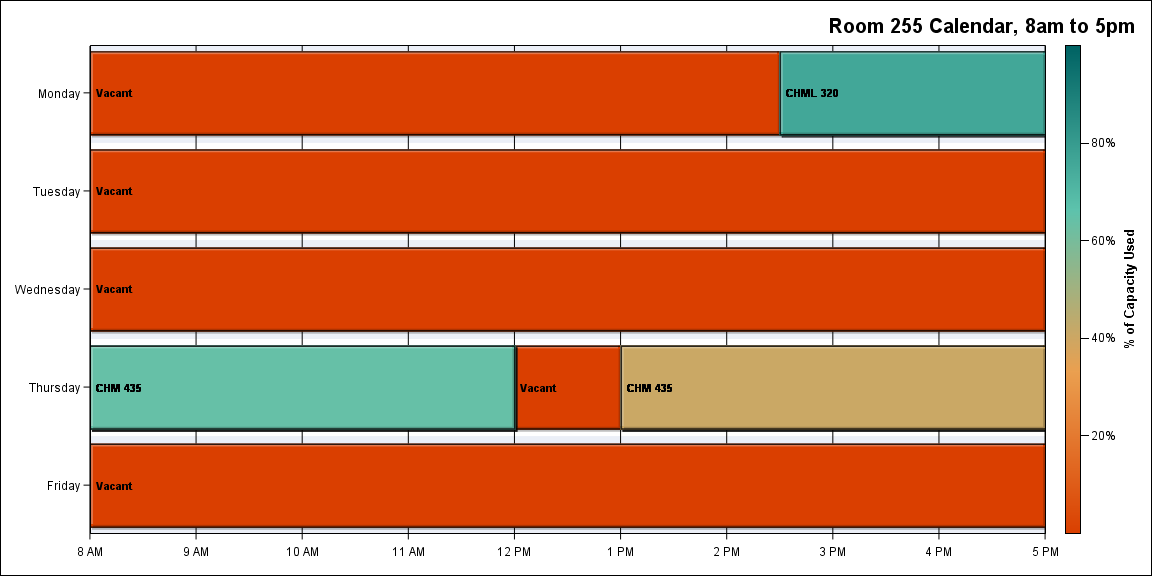 Room 255 Calendar, 8am to 5pm
Monday
Vacant
CHML 320
Tuesday
Vacant
Wednesday
Vacant
Thursday
CHM 435
Vacant
CHM 435
Friday
Vacant
8 AM
9 AM
10 AM
11 AM
12 PM
1 PM
2 PM
3 PM
4 PM
5 PM
80%
60%
40%
20%
% of Capacity Used